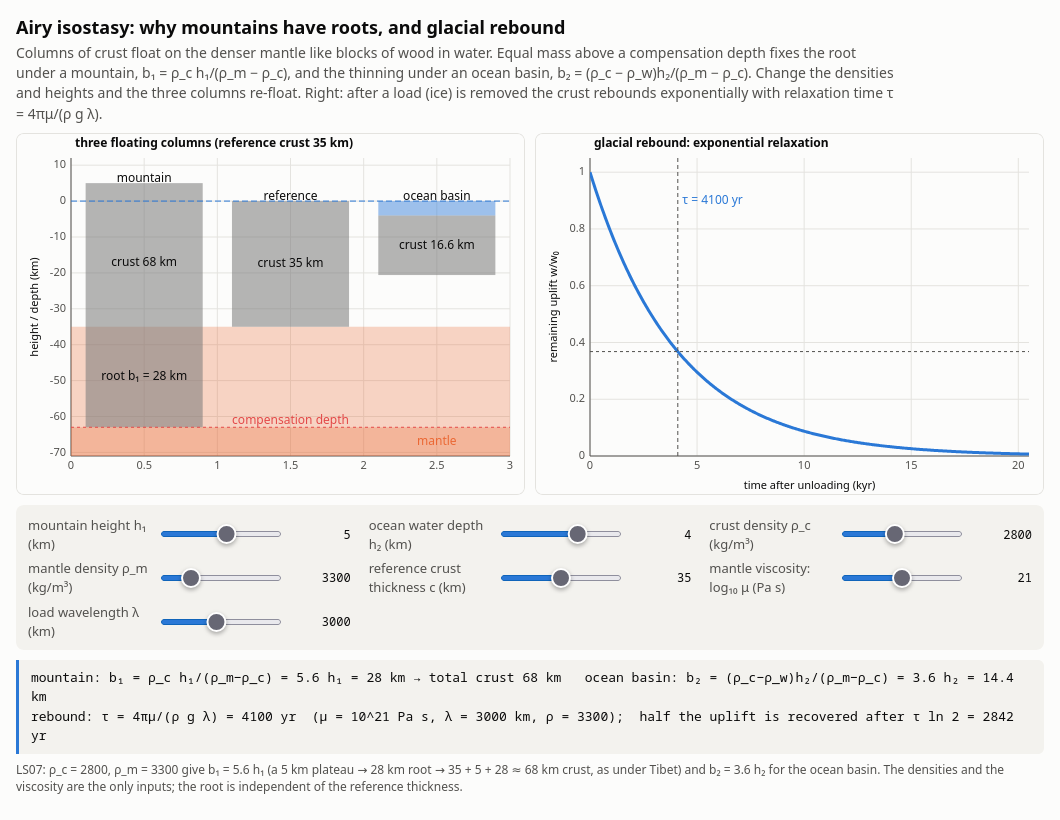 Airy isostasy: why mountains have roots, and glacial rebound
Columns of crust float on the denser mantle like blocks of wood in water. Equal mass above a compensation depth fixes the root
under a mountain, b₁ = ρ_c h₁/(ρ_m − ρ_c), and the thinning under an ocean basin, b₂ = (ρ_c − ρ_w)h₂/(ρ_m − ρ_c). Change the densities
and heights and the three columns re-float. Right: after a load (ice) is removed the crust rebounds exponentially with relaxation time τ
= 4πμ/(ρ g λ).
three floating columns (reference crust 35 km)
10
0
-10
-20
-30
-40
-50
-60
-70
height / depth (km)
mountain
reference
ocean basin
crust 68 km
crust 35 km
crust 16.6 km
root b₁ = 28 km
compensation depth
mantle
0
0.5
1
1.5
2
2.5
3
glacial rebound: exponential relaxation
1
0.8
0.6
0.4
0.2
0
remaining uplift w/w₀
τ = 4100 yr
0
5
10
15
20
time after unloading (kyr)
mountain height h₁
(km)
5
ocean water depth
h₂ (km)
4
crust density ρ_c
(kg/m³)
2800
mantle density ρ_m
(kg/m³)
3300
reference crust
thickness c (km)
35
mantle viscosity:
log₁₀ μ (Pa s)
21
load wavelength λ
(km)
3000
mountain: b₁ = ρ_c h₁/(ρ_m−ρ_c) = 5.6 h₁ = 28 km → total crust 68 km   ocean basin: b₂ = (ρ_c−ρ_w)h₂/(ρ_m−ρ_c) = 3.6 h₂ = 14.4
km
rebound: τ = 4πμ/(ρ g λ) = 4100 yr  (μ = 10^21 Pa s, λ = 3000 km, ρ = 3300);  half the uplift is recovered after τ ln 2 = 2842
yr
LS07: ρ_c = 2800, ρ_m = 3300 give b₁ = 5.6 h₁ (a 5 km plateau → 28 km root → 35 + 5 + 28 ≈ 68 km crust, as under Tibet) and b₂ = 3.6 h₂ for the ocean basin. The densities and the
viscosity are the only inputs; the root is independent of the reference thickness.